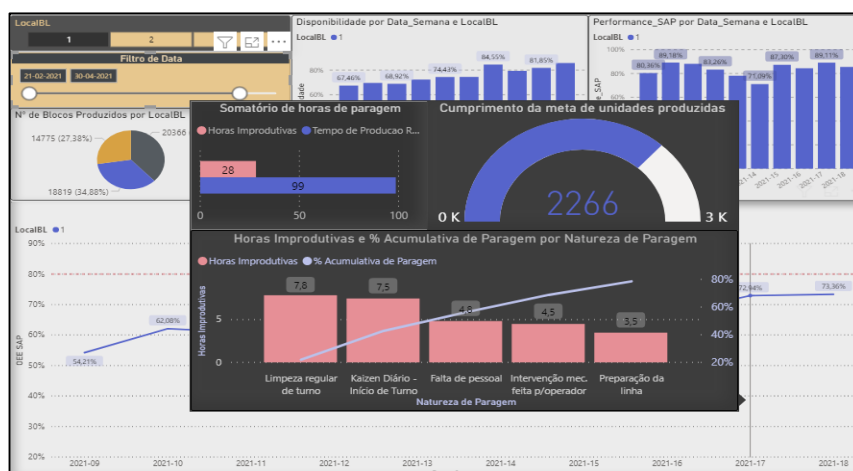 LocalBL
1 2
Filtro de Data
21-02-2021 30-04-2021
Nº de Blocos Produzidos por LocalBL
14775 (27,38%)
20366
18819 (34,88%)
Disponibilidade por Data_Semana e LocalBL
LocalBL 1
80%
67,46% 68,92% 74,43% 84,55% 81,85%
Performance_SAP por Data_Semana e LocalBL
LocalBL 1
100%
80%
80,36% 89,18% 83,26% 71,09% 87,30% 89,11%
2021-15 2021-16 2021-17 2021-18
Somatório de horas de paragem
Horas Improdutivas Tempo de Producao R...
28
99
0 50 100
Cumprimento da meta de unidades produzidas
2266
0 K 3 K
Horas Improdutivas e % Acumulativa de Paragem por Natureza de Paragem
Horas Improdutivas % Acumulativa de Paragem
Horas Improdutivas
5
0
7,8 7,5 4,8 4,5 3,5
80%
60%
40%
20%
Limpeza regular Kaizen Diário - Falta de pessoal Intervenção mec. Preparação da
de turno Início de Turno feita p/operador linha
Natureza de Paragem
LocalBL 1
OEE SAP
90%
80%
70%
60%
50%
40%
30%
20%
54,21% 62,08% 72,94% 73,36%
2021-09 2021-10 2021-11 2021-12 2021-13 2021-14 2021-15 2021-16 2021-17 2021-18